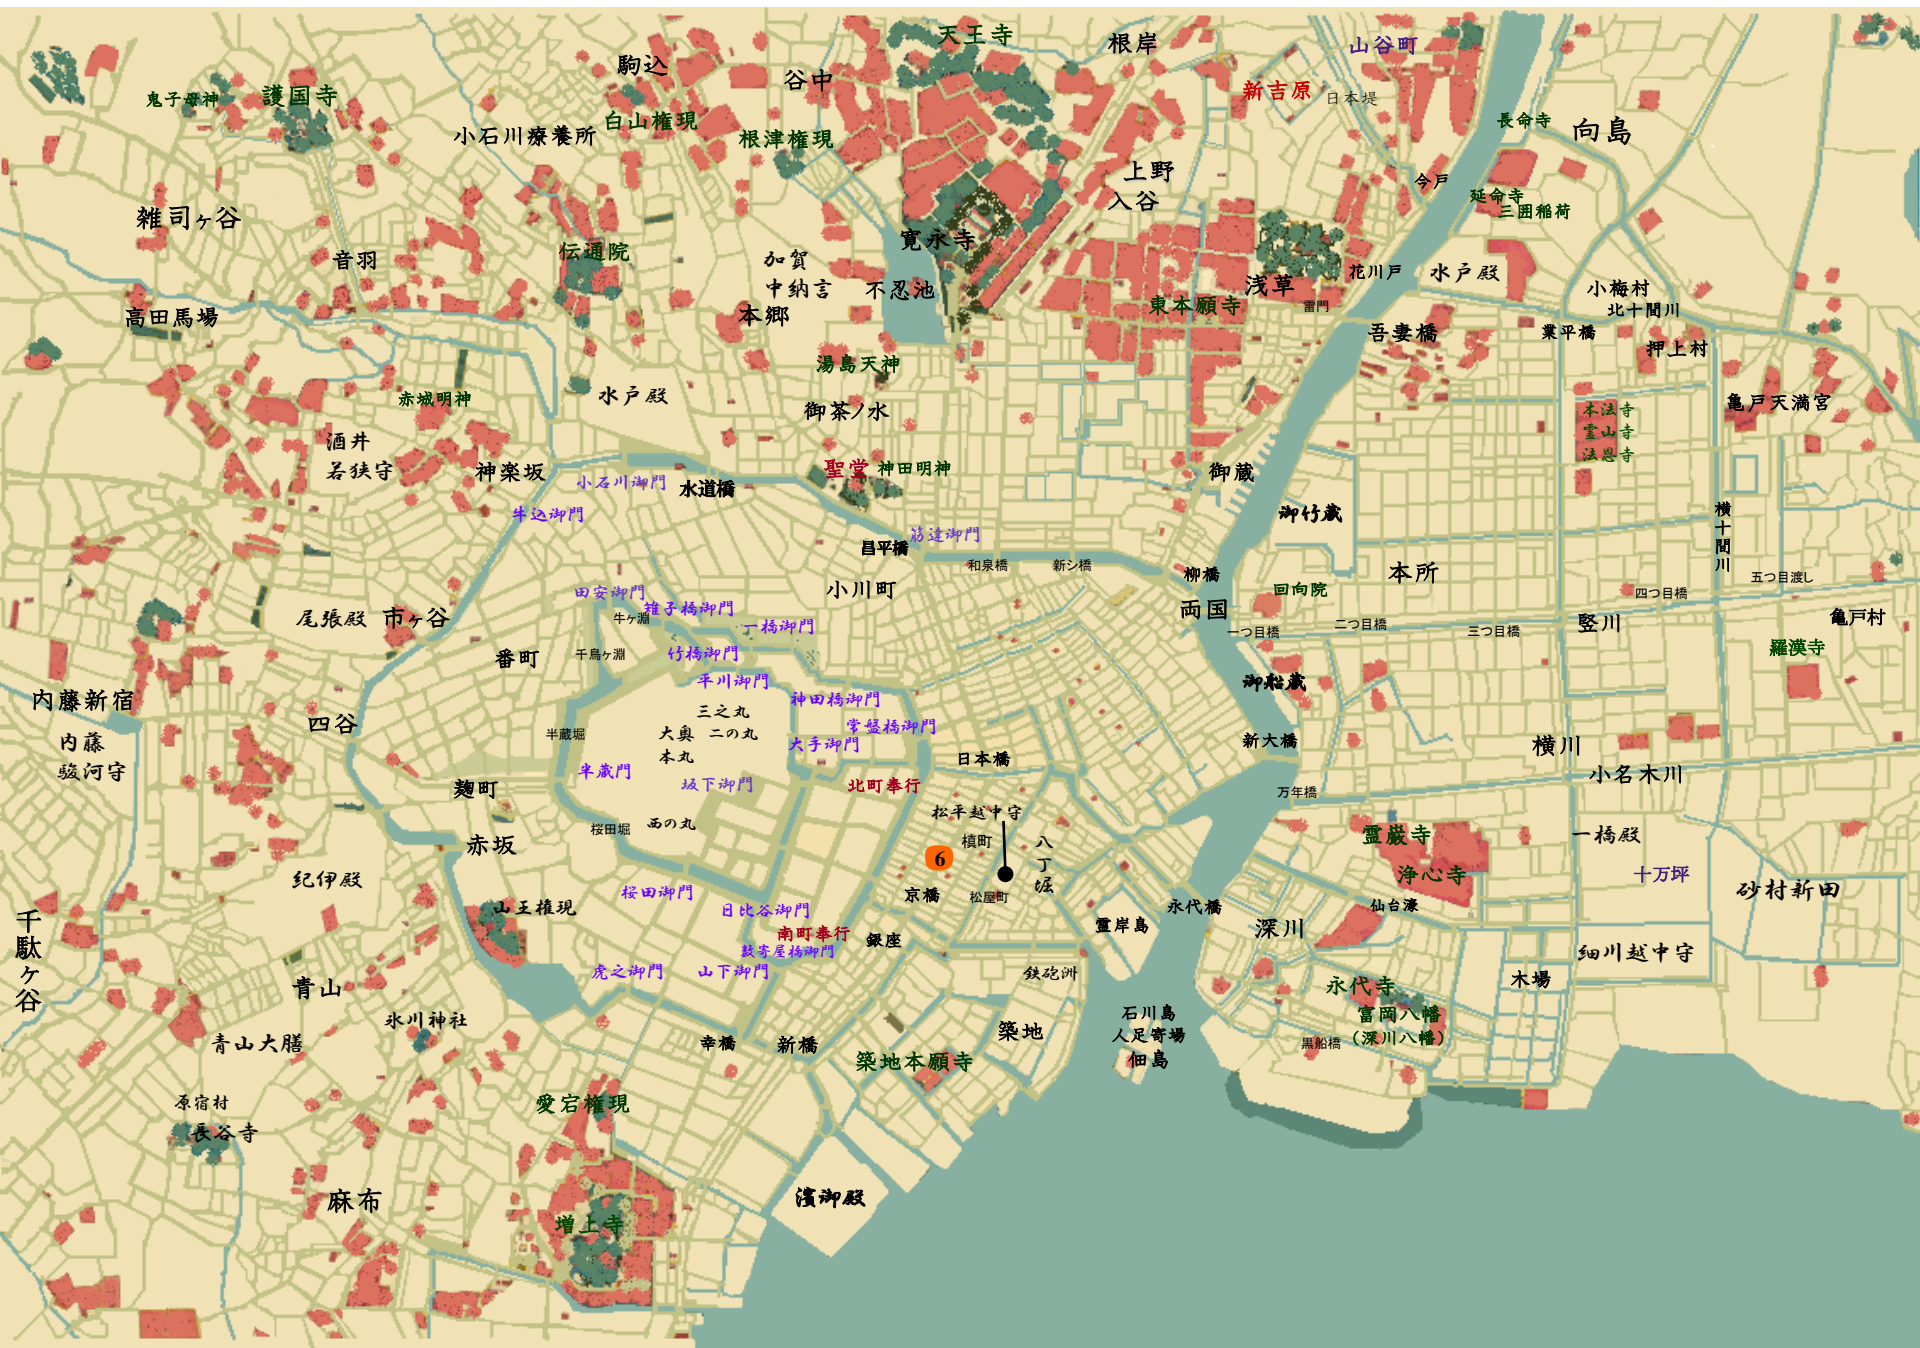 天王寺
根岸
山谷町
駒込
谷中
鬼子母神
護国寺
新吉原
日本堤
小石川療養所
白山権現
根津権現
長命寺
向島
上野
入谷
今戸
延命寺
三囲稲荷
雑司ヶ谷
音羽
伝通院
寛永寺
加賀
中納言
不忍池
本郷
浅草
花川戸
水戸殿
東本願寺
雷門
小梅村
北十間川
高田馬場
吾妻橋
業平橋
押上村
湯島天神
赤城明神
水戸殿
御茶ノ水
本法寺
霊山寺
法恩寺
亀戸天満宮
酒井
若狭守
神楽坂
小石川御門
水道橋
聖堂
神田明神
御蔵
牛込御門
御竹蔵
横十間川
筋違御門
昌平橋
和泉橋
新シ橋
柳橋
本所
五つ目渡し
田安御門
小川町
回向院
四つ目橋
雉子橋御門
両国
尾張殿
市ヶ谷
牛ヶ淵
一橋御門
一つ目橋
二つ目橋
三つ目橋
竪川
亀戸村
番町
千鳥ヶ淵
竹橋御門
羅漢寺
平川御門
御船蔵
内藤新宿
神田橋御門
三之丸
四谷
半蔵堀
大奥
二の丸
常盤橋御門
大手御門
内藤
駿河守
本丸
日本橋
新大橋
横川
半蔵門
坂下御門
北町奉行
小名木川
麹町
万年橋
松平越中守
桜田堀
西の丸
赤坂
槙町
八丁堀
霊巌寺
一橋殿
6
紀伊殿
桜田御門
京橋
松屋町
浄心寺
十万坪
砂村新田
山王権現
日比谷御門
永代橋
仙台濠
千駄ヶ谷
南町奉行
銀座
霊岸島
深川
数寄屋橋御門
細川越中守
虎之御門
山下御門
鉄砲洲
木場
青山
永代寺
氷川神社
石川島
人足寄場
佃島
富岡八幡
(深川八幡)
黒船橋
青山大膳
幸橋
新橋
築地
築地本願寺
原宿村
長谷寺
愛宕権現
麻布
濱御殿
増上寺